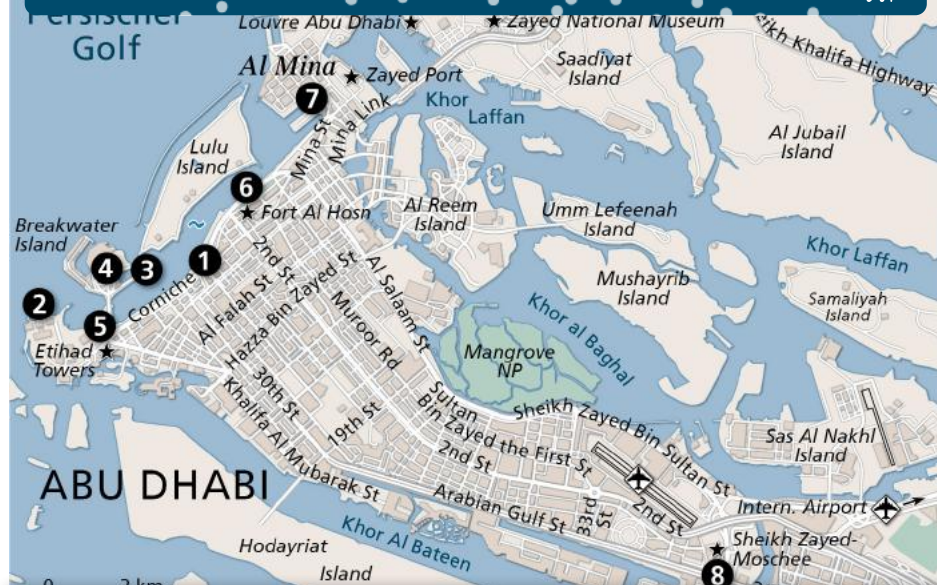 Persischer
Golf
Louvre Abu Dhabi
Zayed National Museum
Sheikh Khalifa Highway
Al Mina
Zayed Port
Saadiyat
Island
7
Mina Link
Khor
Laffan
Mina St
Al Jubail
Island
Lulu
Island
6
Fort Al Hosn
Al Reem
Island
Umm Lefeenah
Island
Breakwater
Island
Khor Laffan
4
3
1
2nd St
Al Salaam St
Mushayrib
Island
Samaliyah
Island
2
Corniche
Al Falah St
Hazza Bin Zayed St
Muroor Rd
Khor al Baghal
5
Etihad
Towers
Mangrove
NP
30th St
19th St
Khalifa Al Mubarak St
Sultan
Bin Zayed the First St
Sheikh Zayed Bin Sultan St
2nd St
Sas Al Nakhl
Island
ABU DHABI
Arabian Gulf St
33rd
St
2nd St
Intern. Airport
Khor Al Bateen
Hodayriat
Island
Sheikh Zayed-
Moschee
8